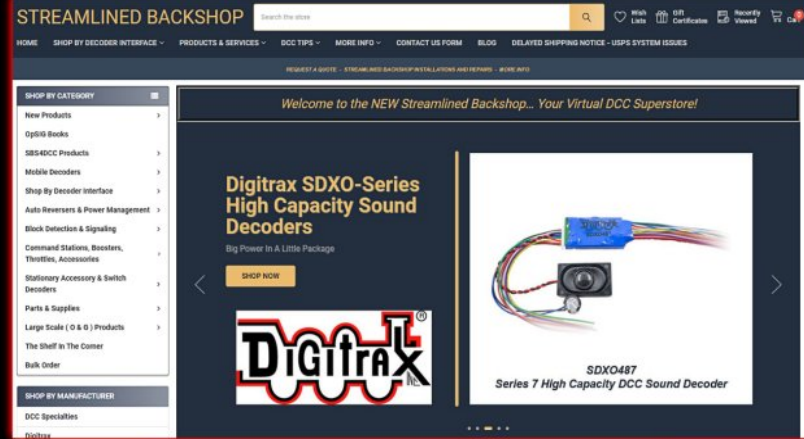 STREAMLINED BACKSHOP
Search the store
Wish Lists
Gift Certificates
Recently Viewed
HOME
SHOP BY DECODER INTERFACE
PRODUCTS & SERVICES
DCC TIPS
MORE INFO
CONTACT US FORM
BLOG
DELAYED SHIPPING NOTICE - USPS SYSTEM ISSUES
REQUEST A QUOTE - STREAMLINED BACKSHOP INSTALLATIONS AND REPAIRS - MORE INFO
SHOP BY CATEGORY
New Products
OpSIG Books
SBS4DCC Products
Mobile Decoders
Shop By Decoder Interface
Auto Reversers & Power Management
Block Detection & Signaling
Command Stations, Boosters,
Throttles, Accessories
Stationary Accessory & Switch
Decoders
Parts & Supplies
Large Scale ( O & G ) Products
The Shelf In The Corner
Bulk Order
SHOP BY MANUFACTURER
DCC Specialties
Digitrax
Welcome to the NEW Streamlined Backshop... Your Virtual DCC Superstore!
Digitrax SDXO-Series
High Capacity Sound
Decoders
Big Power In A Little Package
SHOP NOW
DIGITRAX INC. ®
SDXO487
Series 7 High Capacity DCC Sound Decoder